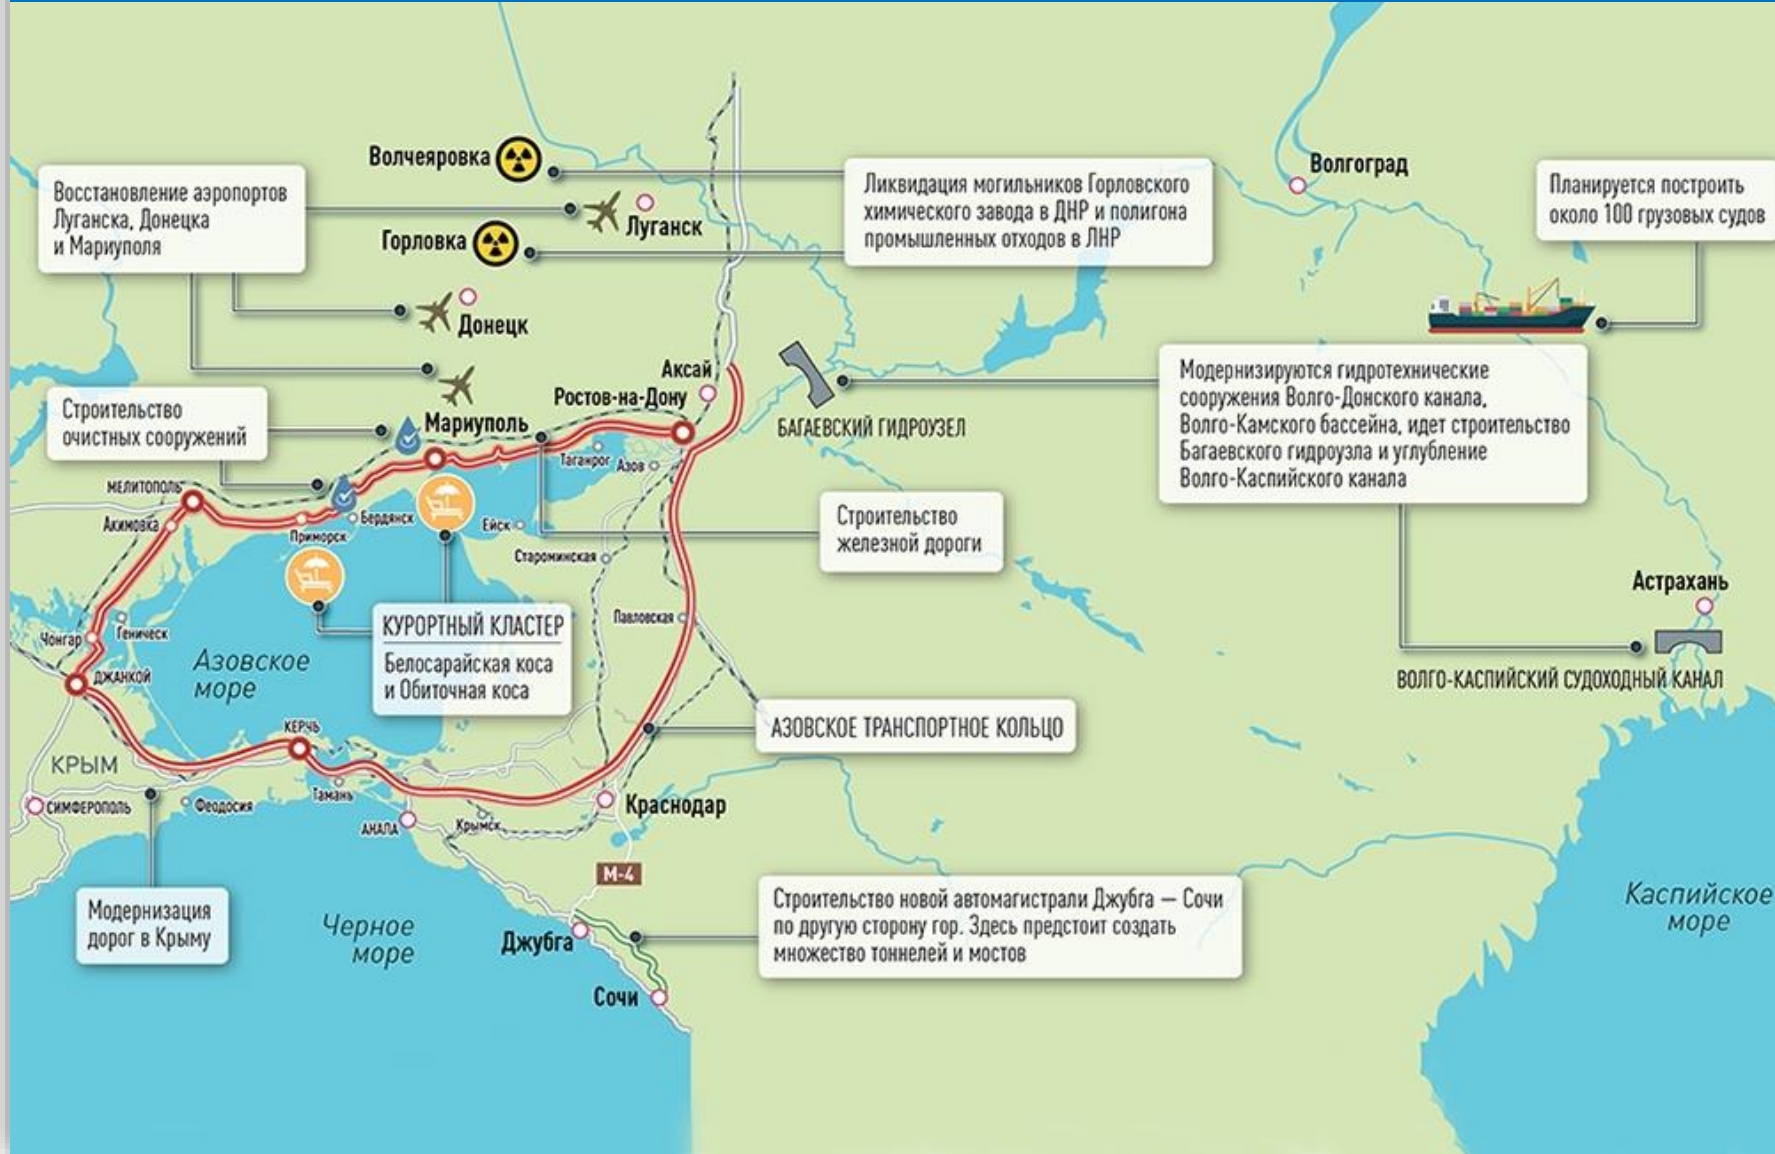 Волчеяровка
Восстановление аэропортов
Луганска, Донецка
и Мариуполя
Луганск
Горловка
Донецк
Ликвидация могильников Горловского
химического завода в ДНР и полигона
промышленных отходов в ЛНР
Волгоград
Планируется построить
около 100 грузовых судов
Аксай
Ростов-на-Дону
Строительство
очистных сооружений
Мариуполь
Таганрог
Азов
БАГАЕВСКИЙ ГИДРОУЗЕЛ
Модернизируются гидротехнические
сооружения Волго-Донского канала,
Волго-Камского бассейна, идет строительство
Багаевского гидроузла и углубление
Волго-Каспийского канала
МЕЛИТОПОЛЬ
Акимовка
Приморск
Бердянск
Ейск
Староминская
Строительство
железной дороги
Павловская
Астрахань
ВОЛГО-КАСПИЙСКИЙ СУДОХОДНЫЙ КАНАЛ
Чонгар
Геническ
ДЖАНКОЙ
Азовское
море
КУРОРТНЫЙ КЛАСТЕР
Белосарайская коса
и Обиточная коса
АЗОВСКОЕ ТРАНСПОРТНОЕ КОЛЬЦО
КЕРЧЬ
КРЫМ
СИМФЕРОПОЛЬ
Феодосия
Тамань
АНАПА
Крымск
Краснодар
М-4
Модернизация
дорог в Крыму
Черное
море
Джубга
Сочи
Строительство новой автомагистрали Джубга — Сочи
по другую сторону гор. Здесь предстоит создать
множество тоннелей и мостов
Каспийское
море